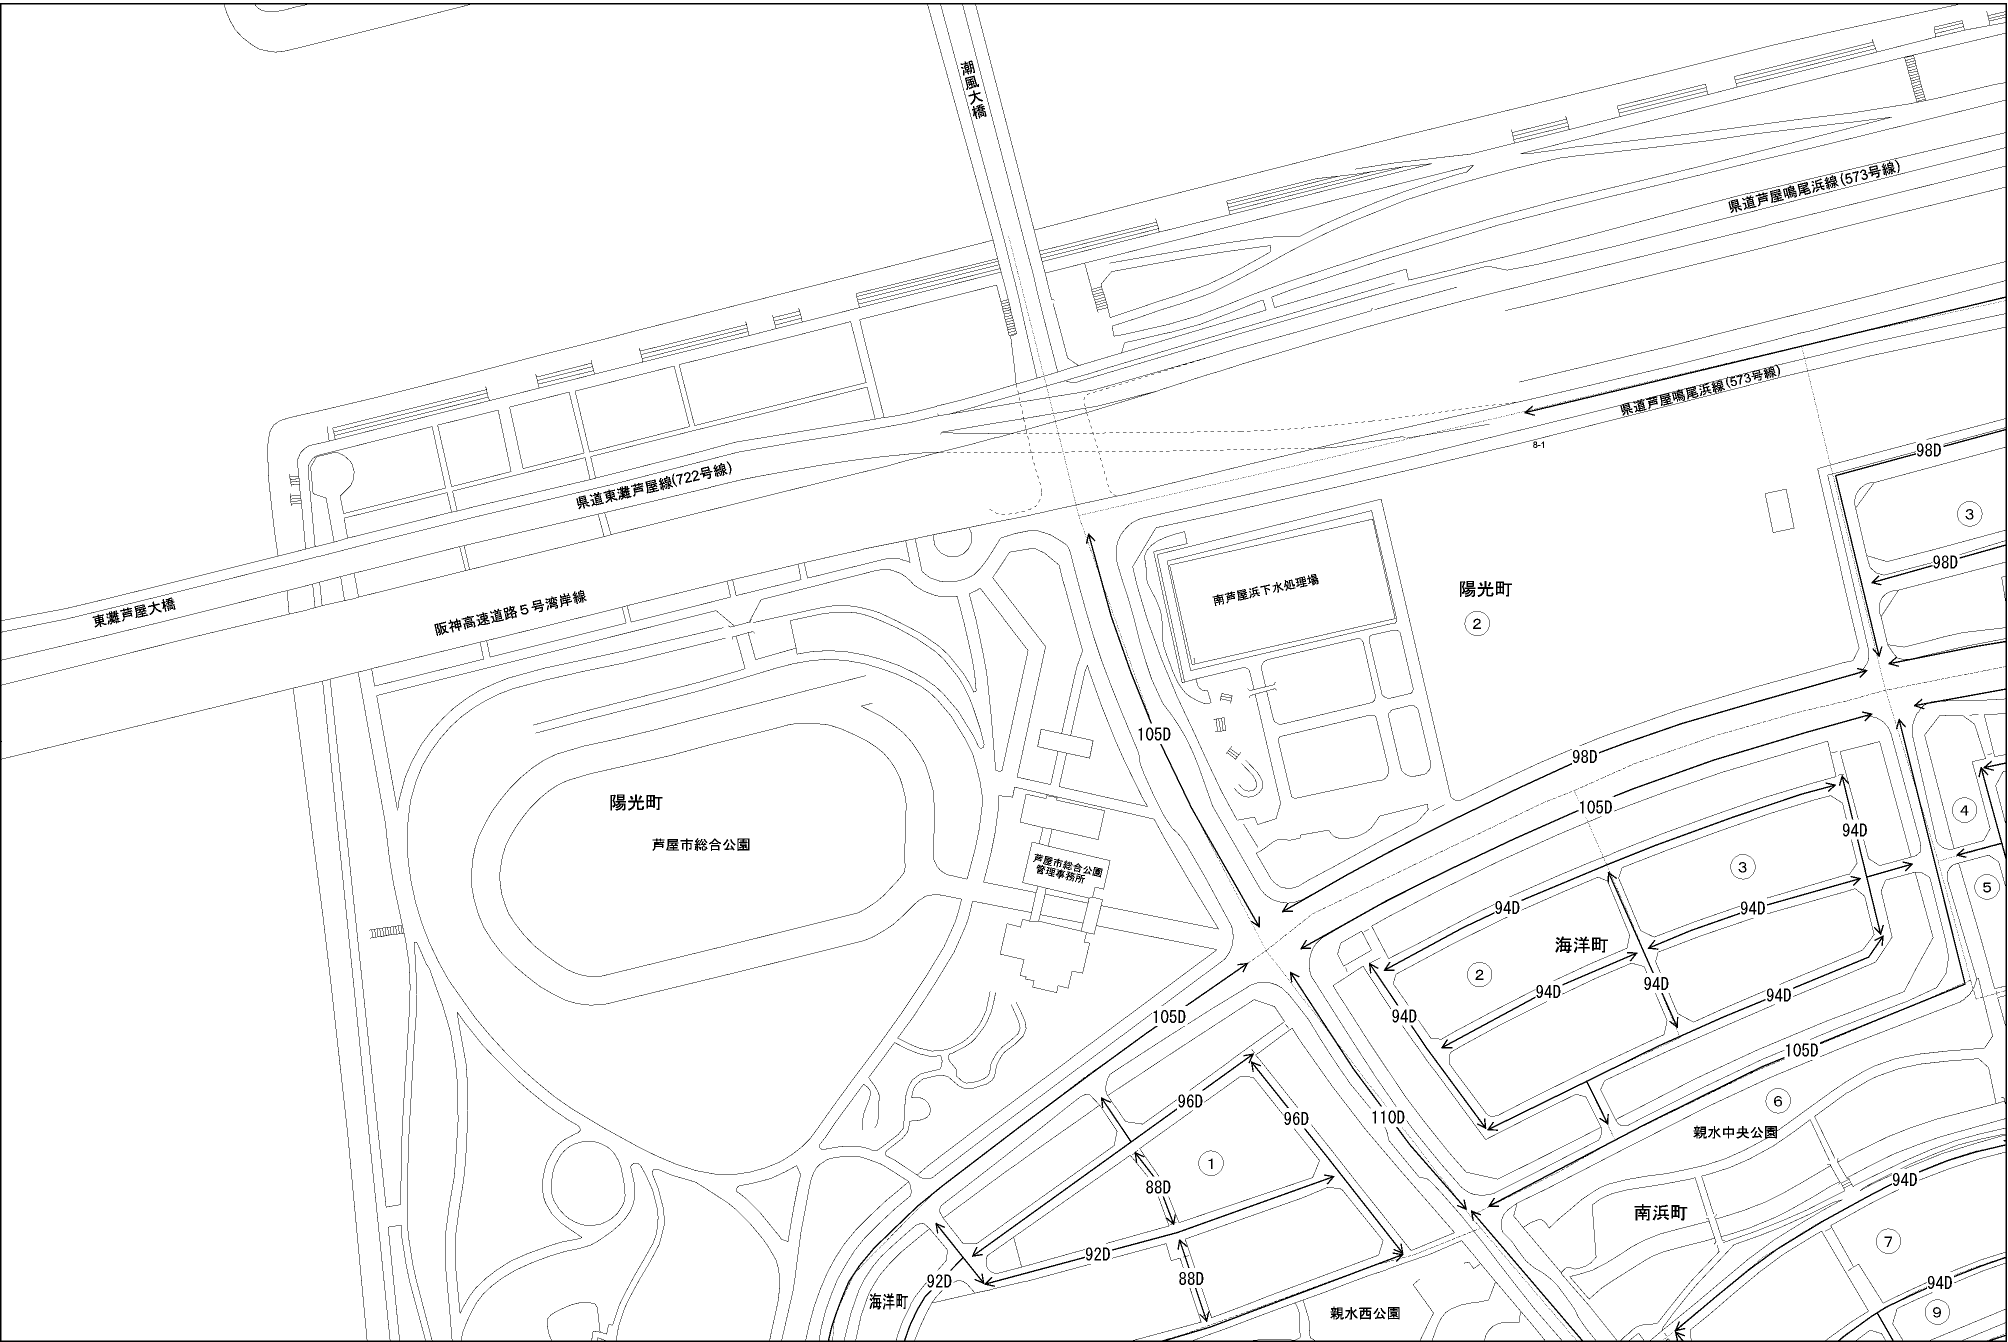 潮風大橋
県道芦屋鳴尾浜線(573号線)
県道芦屋鳴尾浜線(573号線)
8-1
98D
県道東灘芦屋線(722号線)
3
98D
南芦屋浜下水処理場
陽光町
2
東灘芦屋大橋
阪神高速道路5号湾岸線
105D
98D
陽光町
芦屋市総合公園
105D
4
94D
芦屋市総合公園
管理事務所
3
5
94D
94D
海洋町
2
94D
94D
94D
94D
105D
105D
6
96D
96D
110D
親水中央公園
1
88D
94D
南浜町
7
92D
92D
88D
94D
海洋町
親水西公園
9